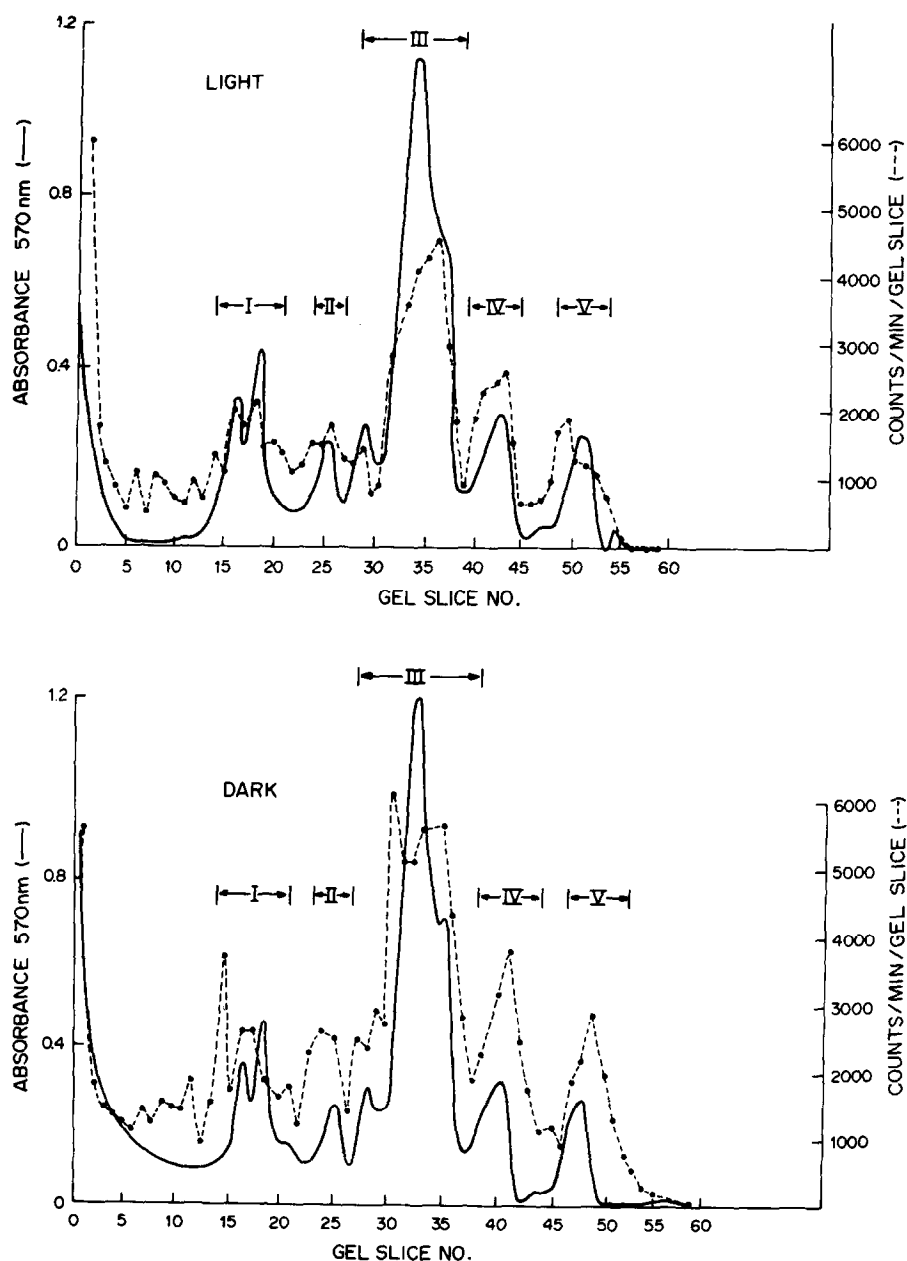 1.2
III
LIGHT
ABSORBANCE 570nm (—)
0.8
0.4
0
I
II
IV
V
6000
5000
4000
3000
2000
1000
COUNTS/MIN/GEL SLICE (---)
0 5 10 15 20 25 30 35 40 45 50 55 60
GEL SLICE NO.
III
1.2
DARK
ABSORBANCE 570nm (—)
0.8
0.4
0
I
II
IV
V
6000
5000
4000
3000
2000
1000
COUNTS/MIN/GEL SLICE (---)
0 5 10 15 20 25 30 35 40 45 50 55 60
GEL SLICE NO.